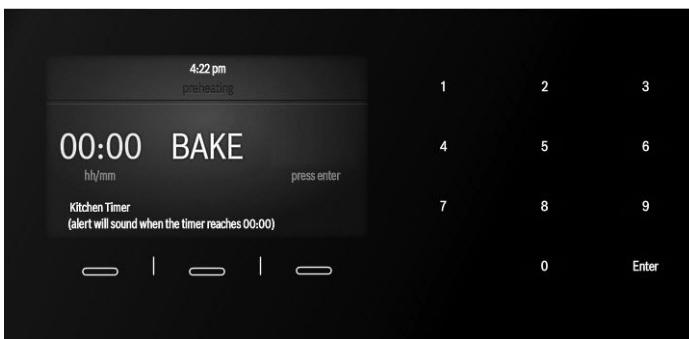 4:22 pm
preheating
00:00 BAKE
hh/mm
press enter
Kitchen Timer
(alert will sound when the timer reaches 00:00)
1 2 3
4 5 6
7 8 9
0 Enter